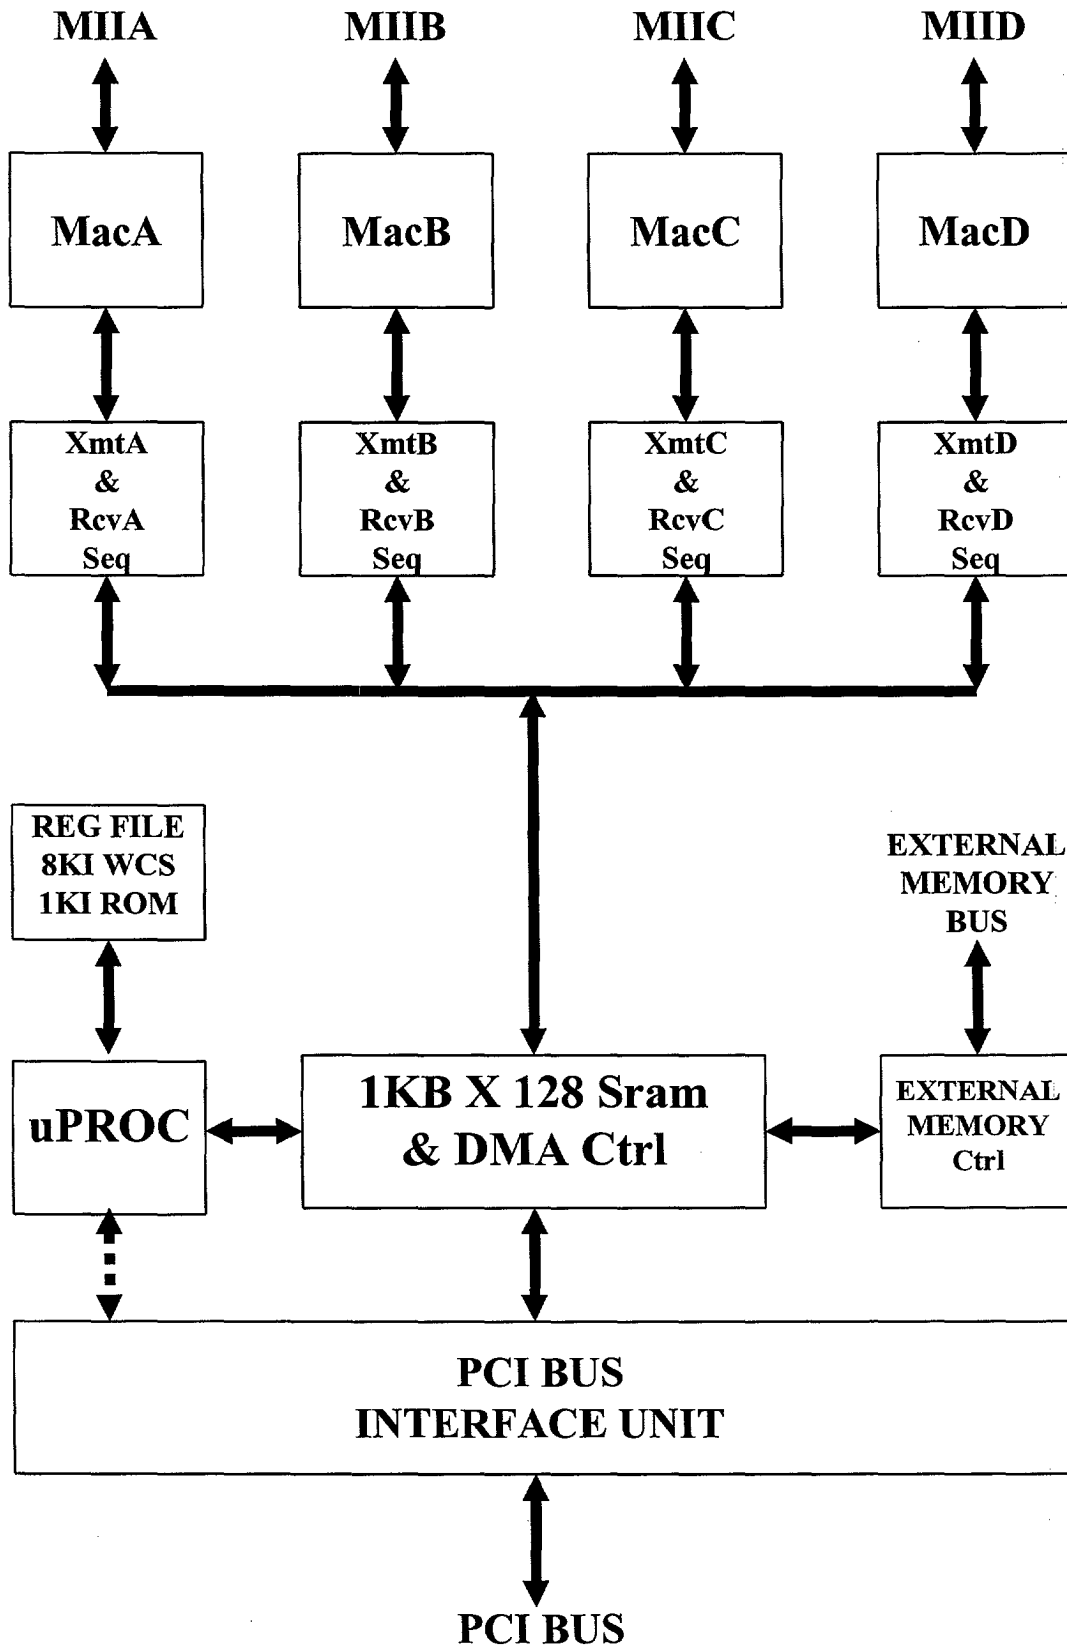 MIIA MIIB MIIC MIID
MacA MacB MacC MacD
XmtA
&
RcvA
Seq
XmtB
&
RcvB
Seq
XmtC
&
RcvC
Seq
XmtD
&
RcvD
Seq
REG FILE
8KI WCS
1KI ROM
EXTERNAL
MEMORY
BUS
uPROC
1KB X 128 Sram
& DMA Ctrl
EXTERNAL
MEMORY
Ctrl
PCI BUS
INTERFACE UNIT
PCI BUS